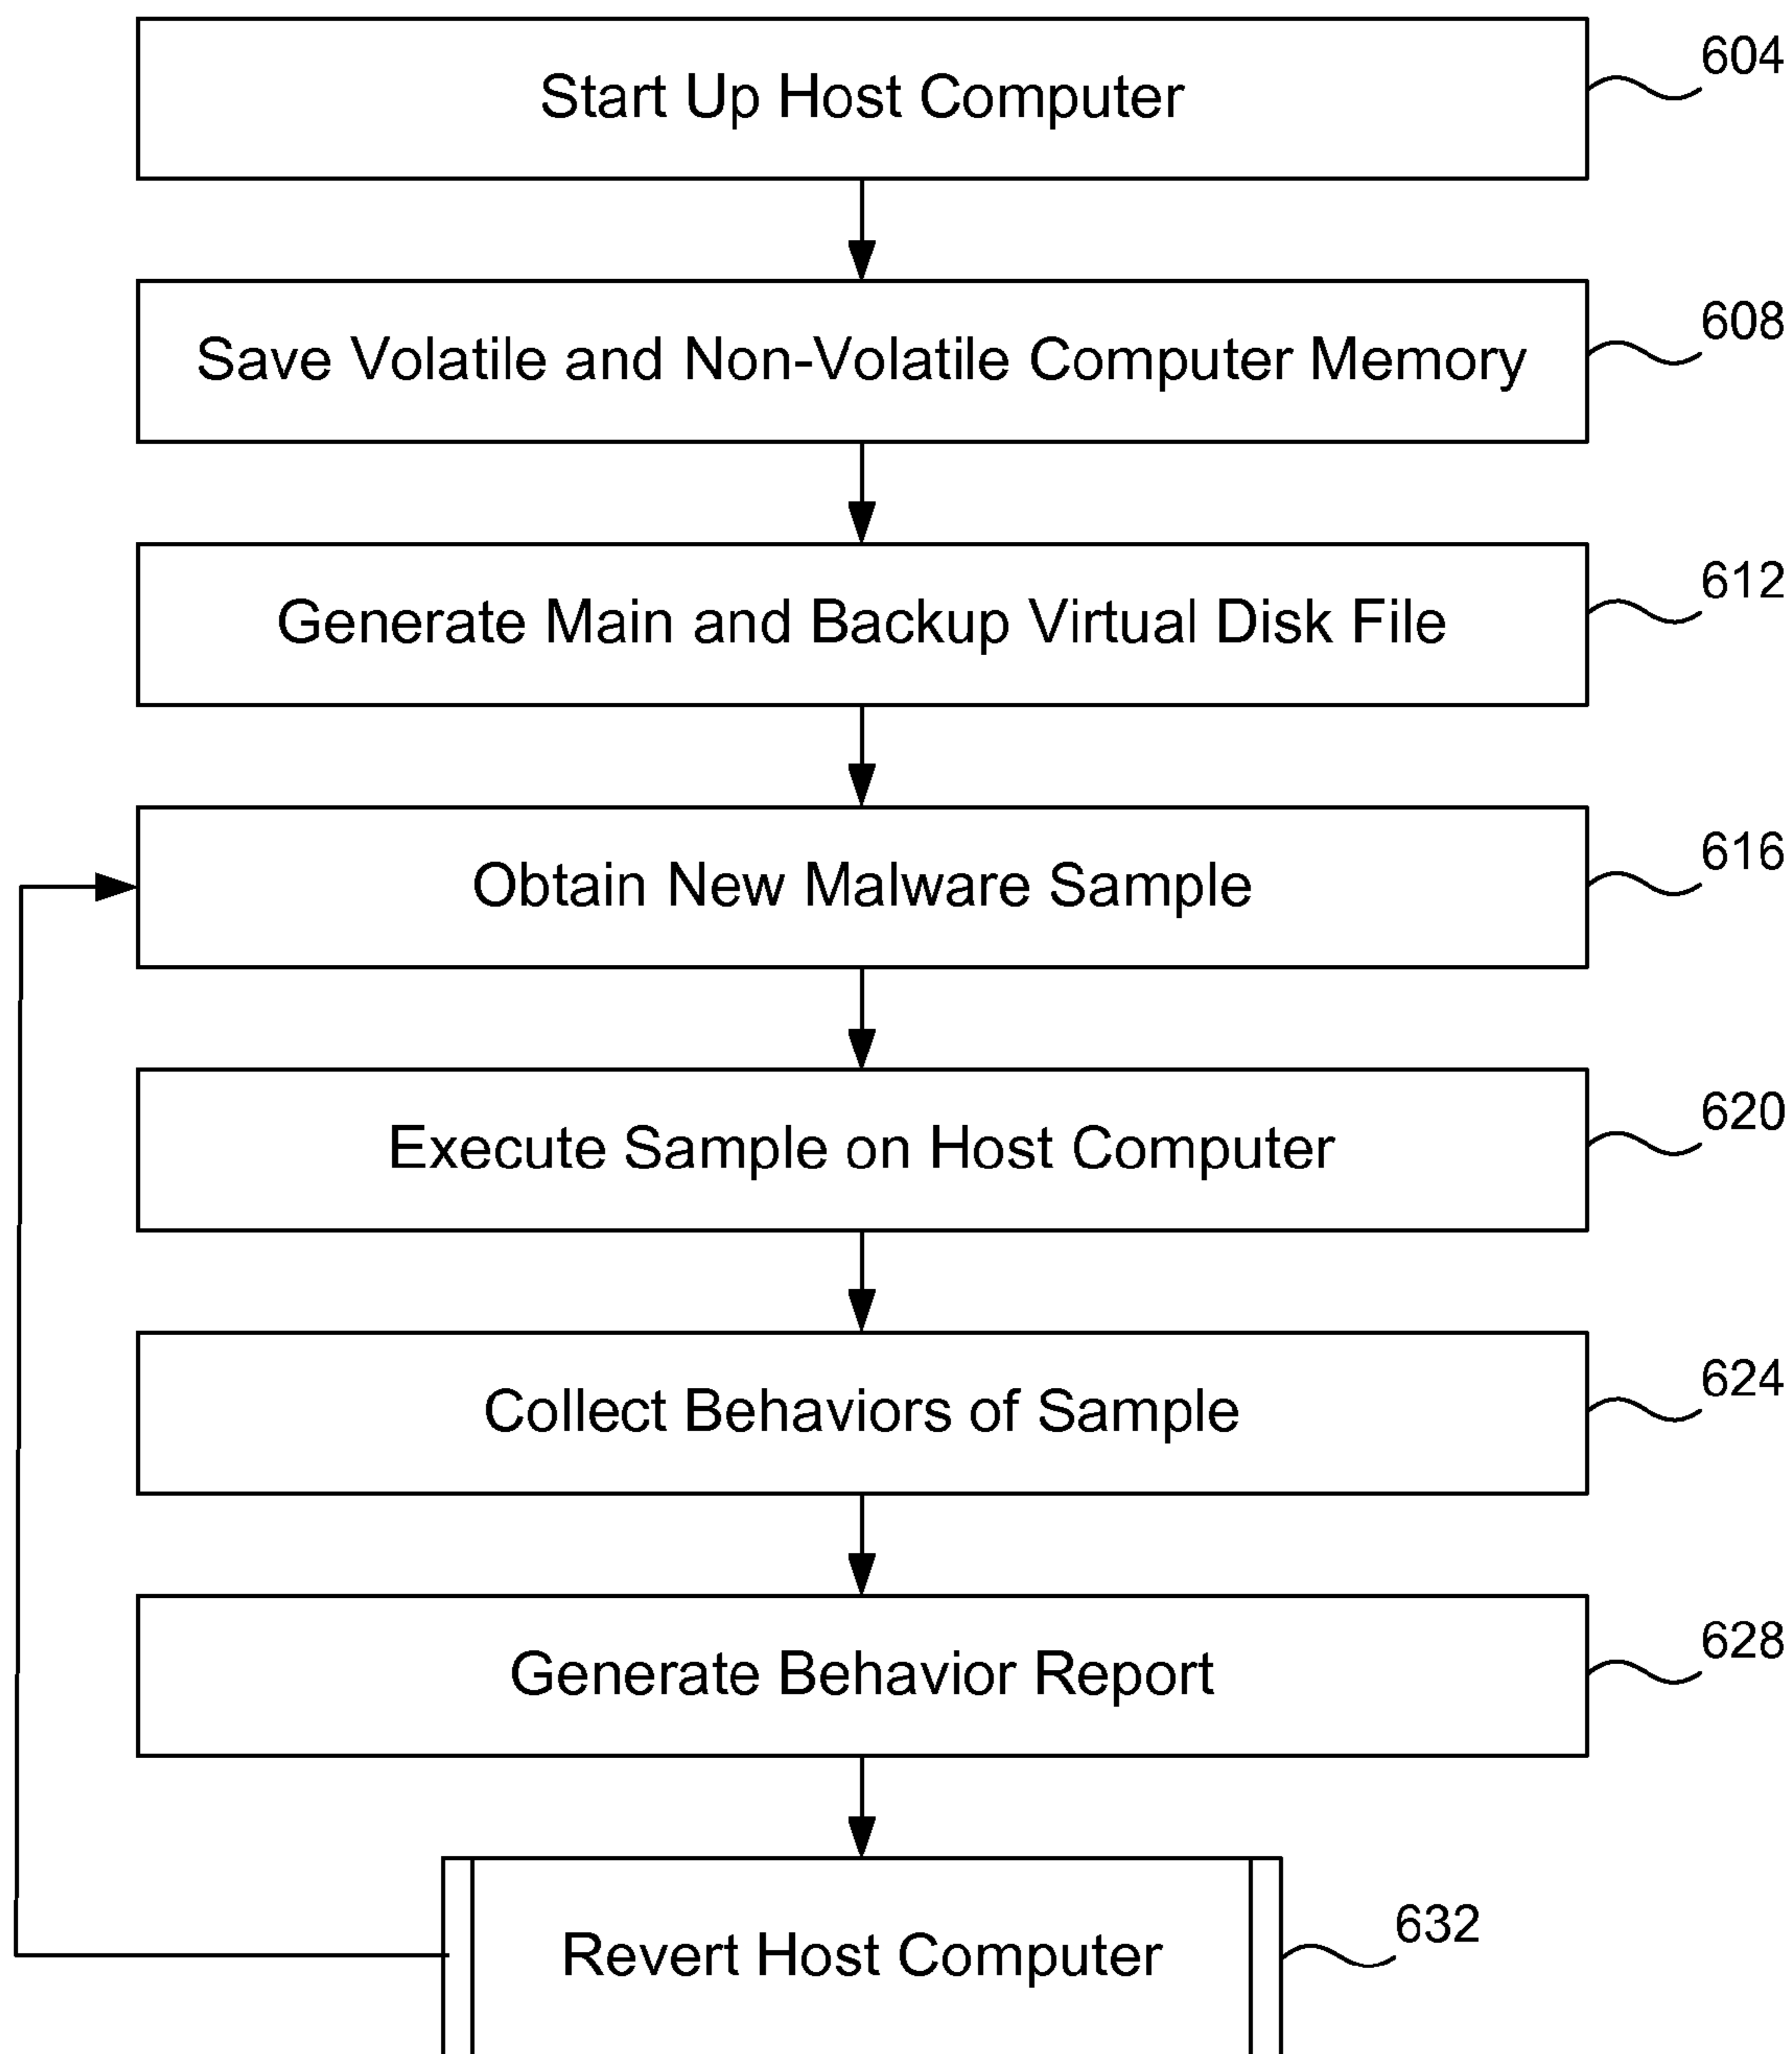 Start Up Host Computer
604
Save Volatile and Non-Volatile Computer Memory
608
Generate Main and Backup Virtual Disk File
612
Obtain New Malware Sample
616
Execute Sample on Host Computer
620
Collect Behaviors of Sample
624
Generate Behavior Report
628
Revert Host Computer
632